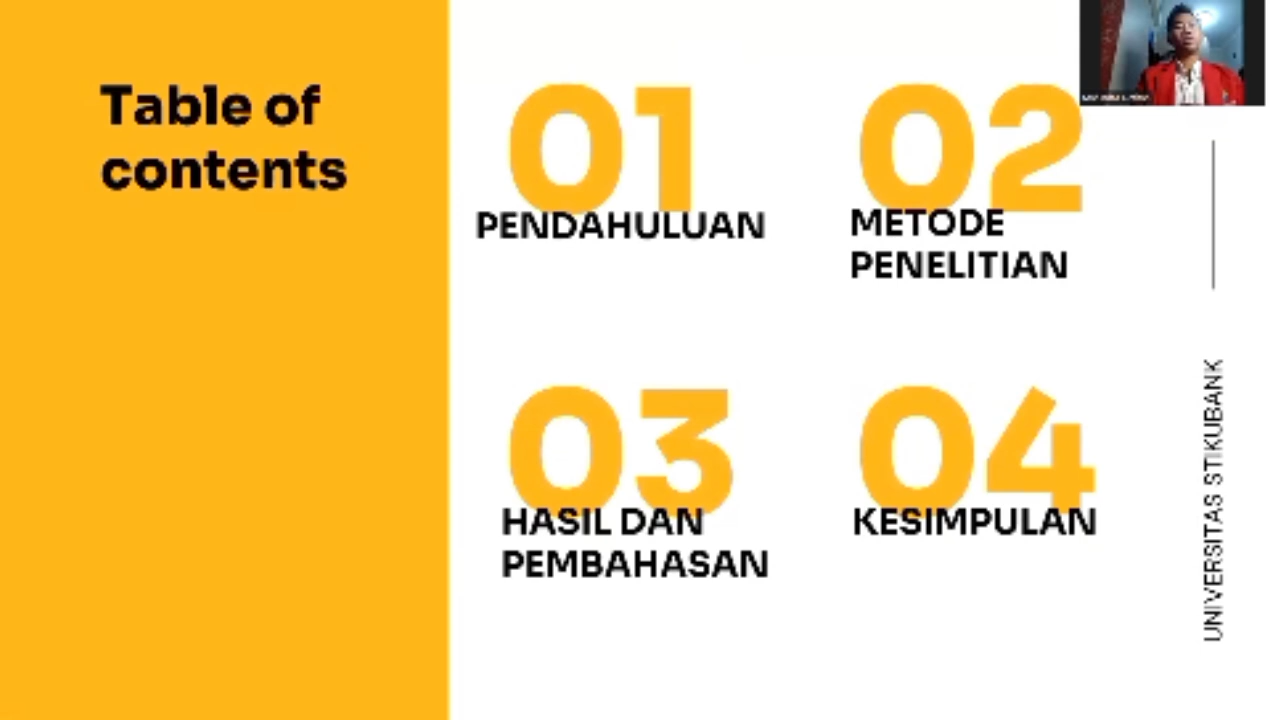 Table of
contents
01
PENDAHULUAN
02
METODE
PENELITIAN
03
HASIL DAN
PEMBAHASAN
04
KESIMPULAN
UNIVERSITAS STIKUBANK